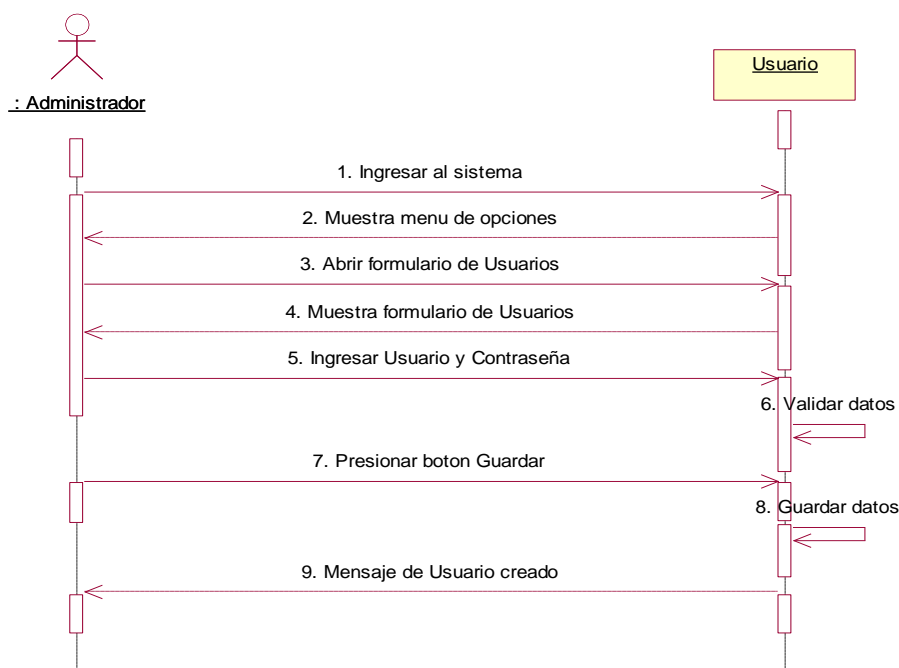 Usuario
: Administrador
1. Ingresar al sistema
2. Muestra menu de opciones
3. Abrir formulario de Usuarios
4. Muestra formulario de Usuarios
5. Ingresar Usuario y Contraseña
6. Validar datos
7. Presionar boton Guardar
8. Guardar datos
9. Mensaje de Usuario creado